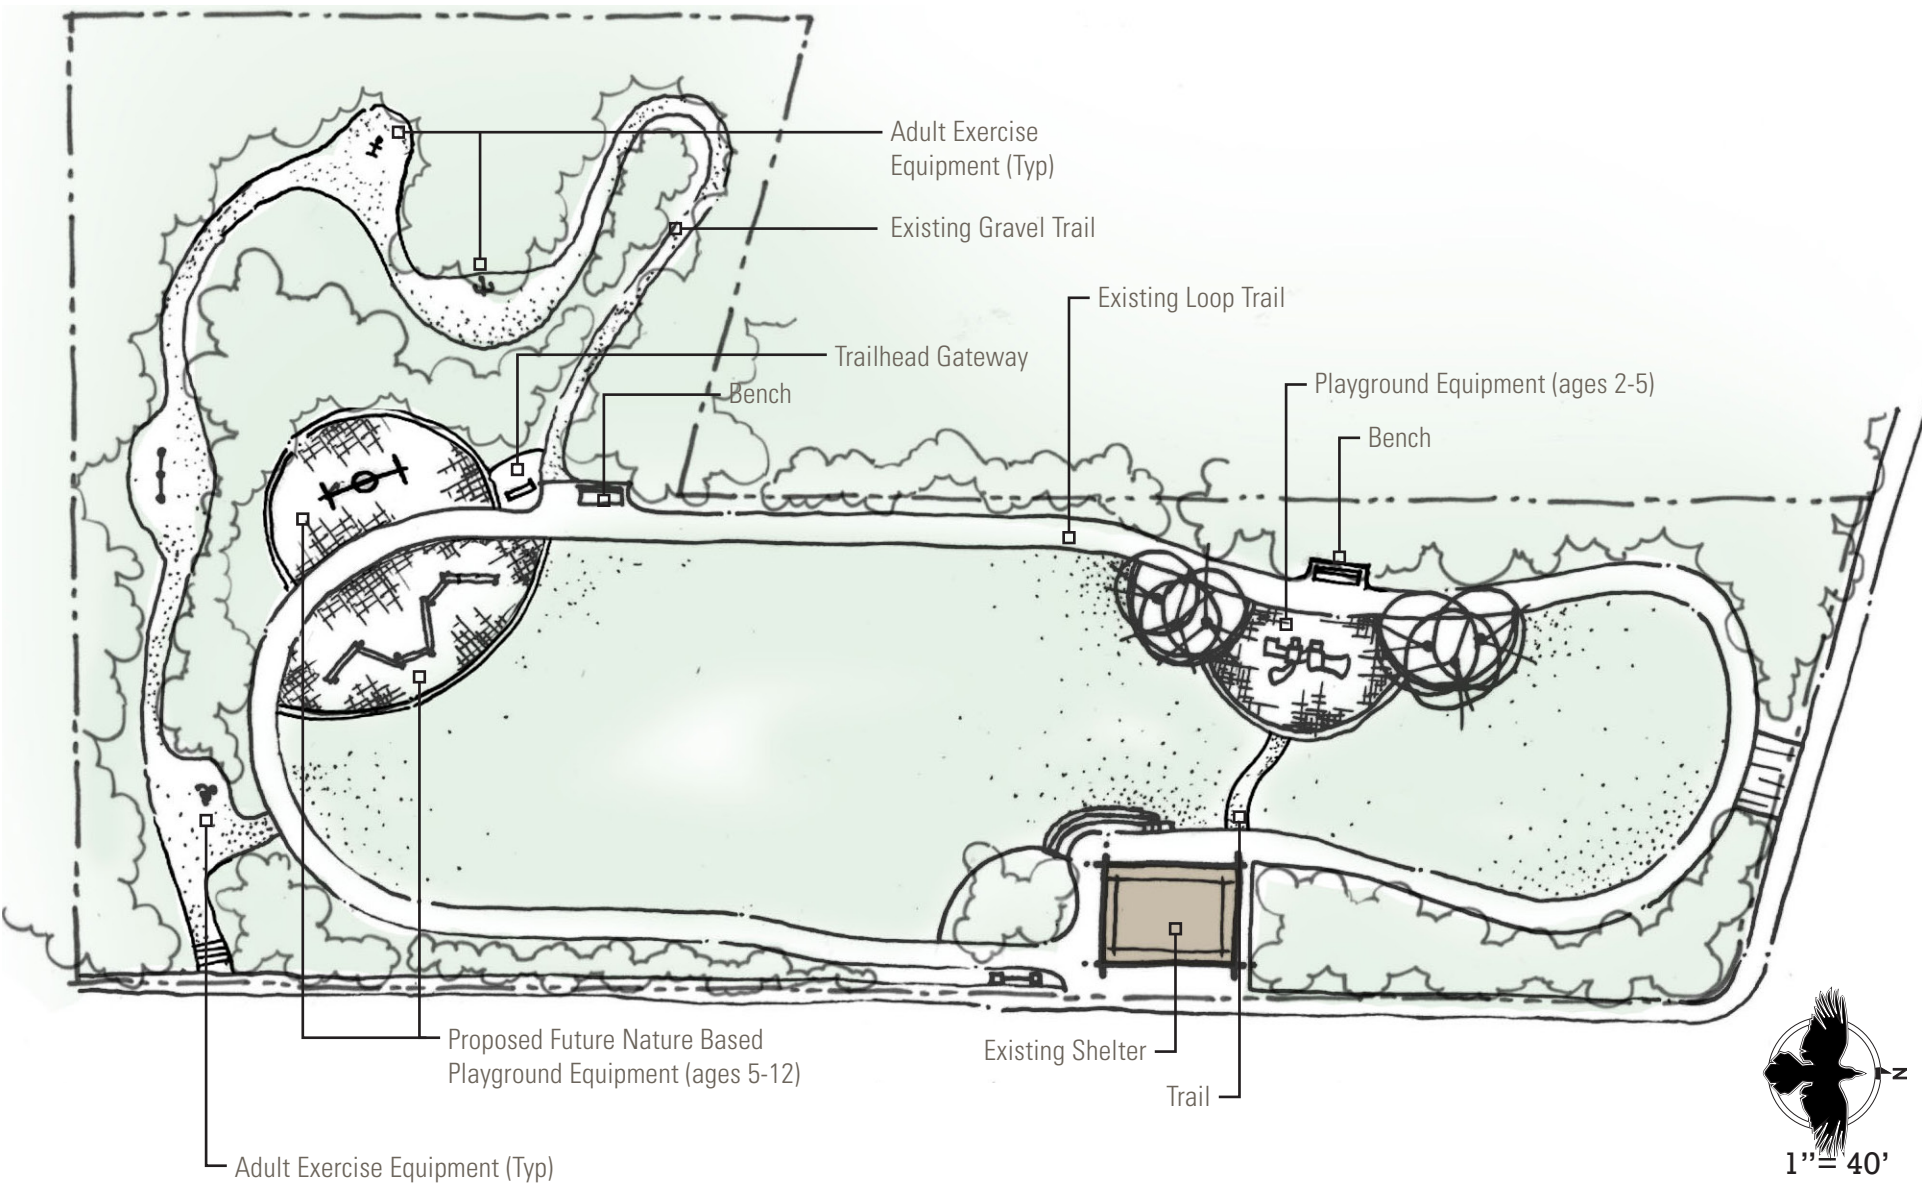 Adult Exercise
Equipment (Typ)
Existing Gravel Trail
Existing Loop Trail
Trailhead Gateway
Playground Equipment (ages 2-5)
Bench
Bench
Proposed Future Nature Based
Playground Equipment (ages 5-12)
Existing Shelter
Trail
Adult Exercise Equipment (Typ)
N
1”= 40’